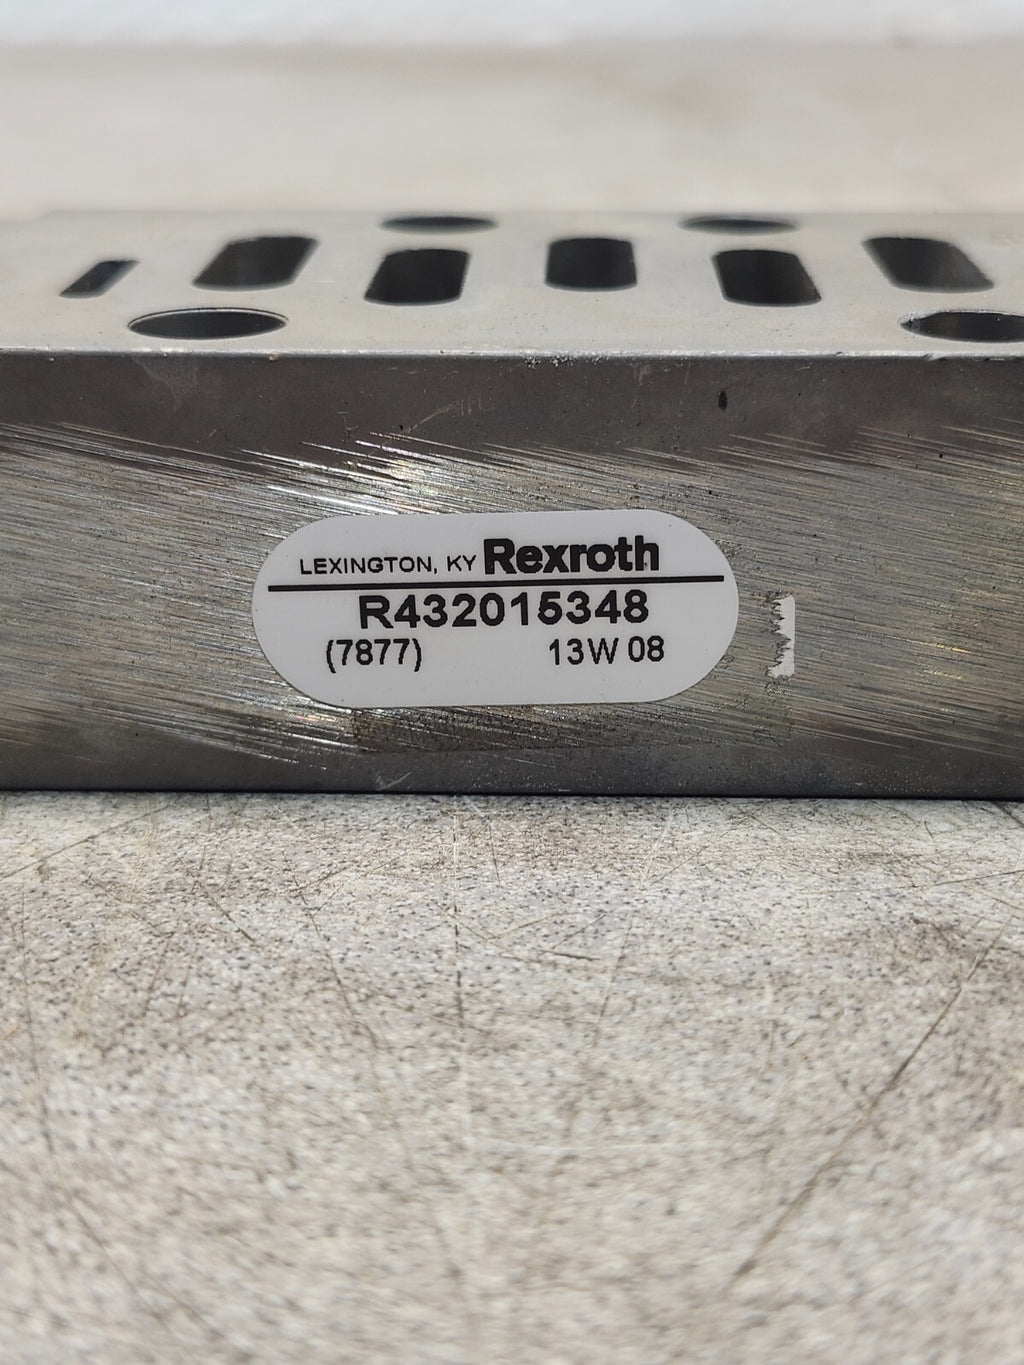 LEXINGTON, KY Rexroth
R432015348
(7877) 13W 08